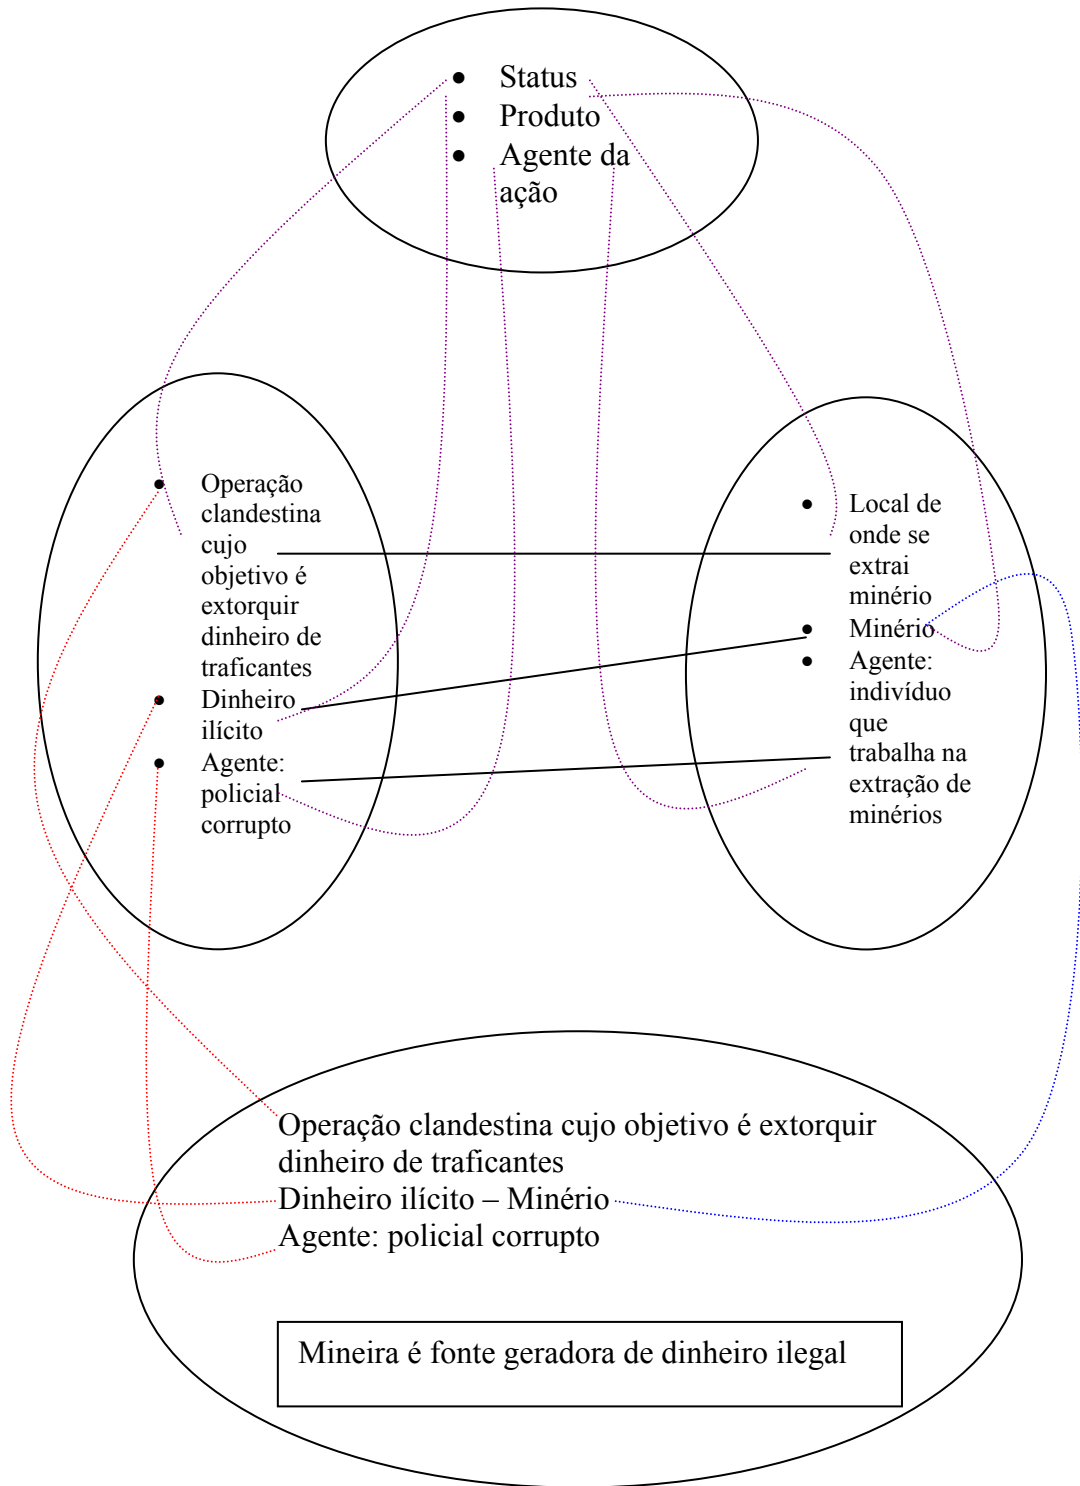 • Status
• Produto
• Agente da
ação
• Operação
clandestina
cujo
objetivo é
extorquir
dinheiro de
traficantes
• Dinheiro
ilícito
• Agente:
policial
corrupto
• Local de
onde se
extrai
minério
• Minério
• Agente:
indivíduo
que
trabalha na
extração de
minérios
Operação clandestina cujo objetivo é extorquir
dinheiro de traficantes
Dinheiro ilícito – Minério
Agente: policial corrupto
Mineira é fonte geradora de dinheiro ilegal